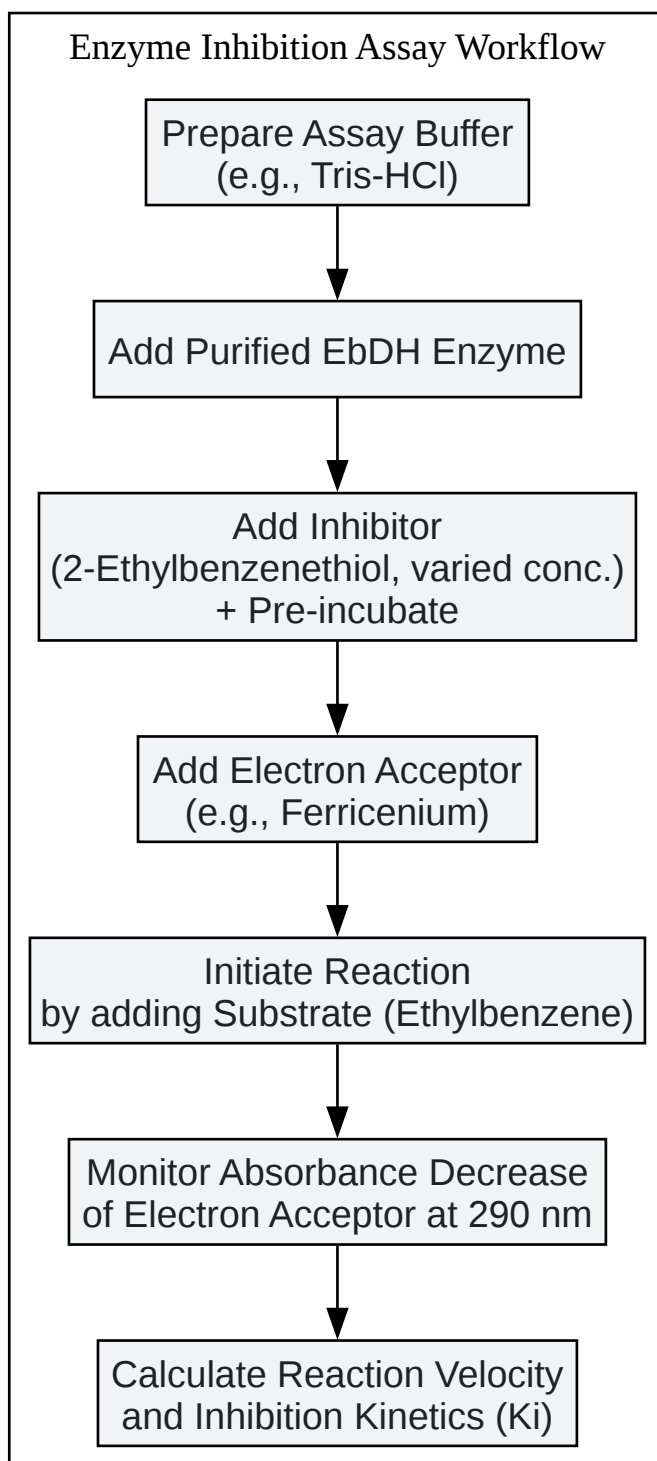 Enzyme Inhibition Assay Workflow
Prepare Assay Buffer
(e.g., Tris-HCl)
Add Purified EbDH Enzyme
Add Inhibitor
(2-Ethylbenzenethiol, varied conc.)
+ Pre-incubate
Add Electron Acceptor
(e.g., Ferricenium)
Initiate Reaction
by adding Substrate (Ethylbenzene)
Monitor Absorbance Decrease
of Electron Acceptor at 290 nm
Calculate Reaction Velocity
and Inhibition Kinetics (Ki)